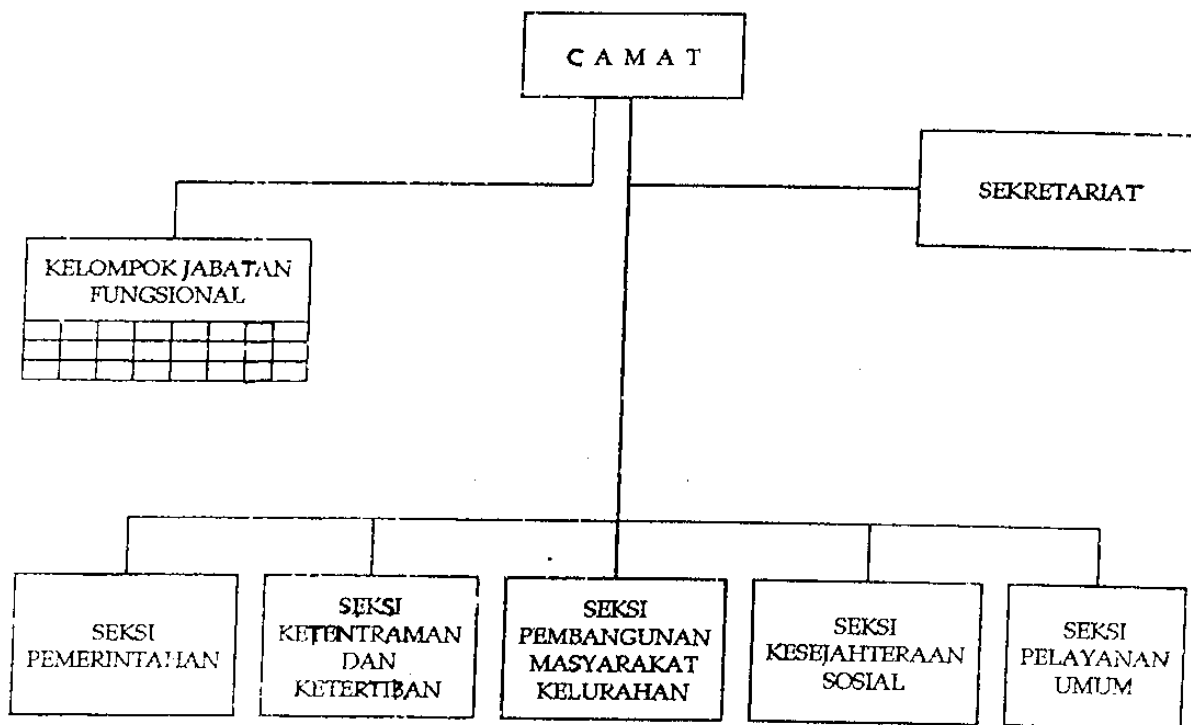 C A M A T
SEKRETARIAT
KELOMPOK JABATAN
FUNGSIONAL
SEKSI
PEMERINTAHAN
SEKSI
KETENTRAMAN
DAN
KETERTIBAN
SEKSI
PEMBANGUNAN
MASYARAKAT
KELURAHAN
SEKSI
KESEJAHTERAAN
SOSIAL
SEKSI
PELAYANAN
UMUM